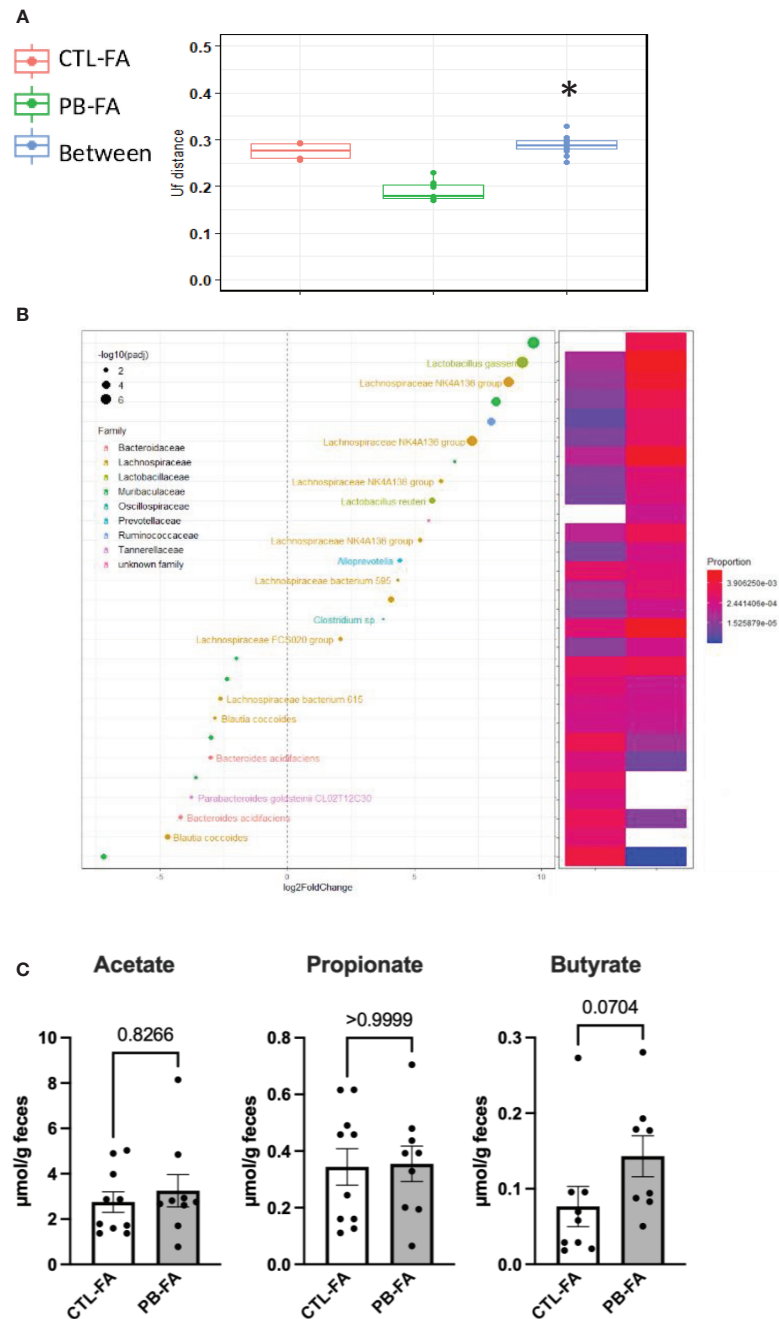 A
CTL-FA
PB-FA
Between
Uf distance
0.5
0.4
0.3
0.2
0.1
0.0
*
B
-log10(padj)
2
4
6
Family
a Bacteroidaceae
a Lachnospiraceae
a Lactobacillaceae
a Muribaculaceae
a Oscillospiraceae
a Prevotellaceae
a Ruminococcaceae
a Tannerellaceae
a unknown family
Lactobacillus gasseri
Lachnospiraceae NK4A136 group
Lachnospiraceae NK4A136 group
Lachnospiraceae NK4A136 group
Lactobacillus reuteri
Lachnospiraceae NK4A136 group
Alloprevotella
Lachnospiraceae bacterium 595
Clostridium sp.
Lachnospiraceae FCS020 group
Lachnospiraceae bacterium 615
Blautia coccoides
Bacteroides acidifaciens
Parabacteroides goldsteinii CL02T12C30
Bacteroides acidifaciens
Blautia coccoides
-5 0 5 10
log2FoldChange
Proportion
3.906250e-03
2.441406e-04
1.525879e-05
C
Acetate
0.8266
µmol/g feces
10
8
6
4
2
0
CTL-FA
PB-FA
Propionate
>0.9999
µmol/g feces
0.8
0.6
0.4
0.2
0.0
CTL-FA
PB-FA
Butyrate
0.0704
µmol/g feces
0.3
0.2
0.1
0.0
CTL-FA
PB-FA